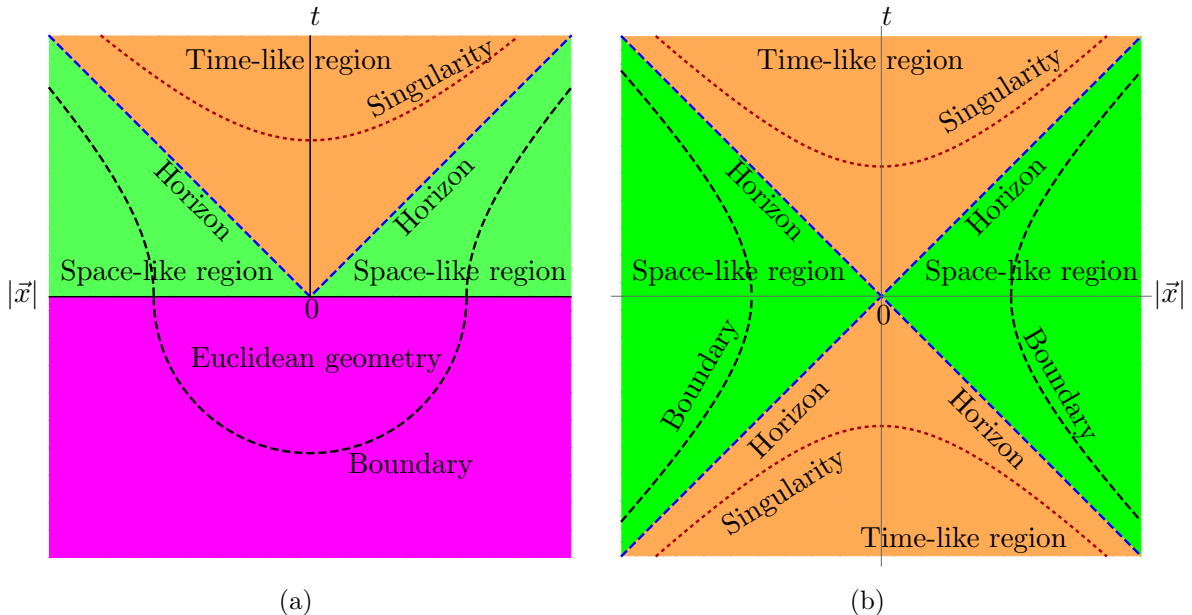 t
Time-like region
Singularity
Horizon
Horizon
Space-like region
Space-like region
|x⃗|
0
Euclidean geometry
Boundary
(a)
t
Time-like region
Singularity
Horizon
Horizon
Space-like region
Space-like region
|x⃗|
0
Boundary
Boundary
Horizon
Horizon
Singularity
Time-like region
(b)